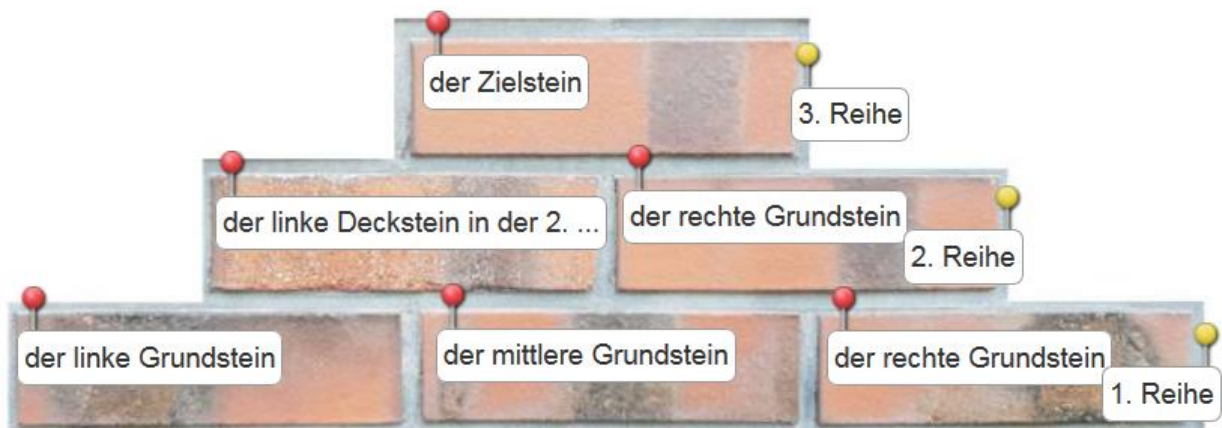 der Zielstein
3. Reihe
der linke Deckstein in der 2. ...
der rechte Grundstein
2. Reihe
der linke Grundstein
der mittlere Grundstein
der rechte Grundstein
1. Reihe